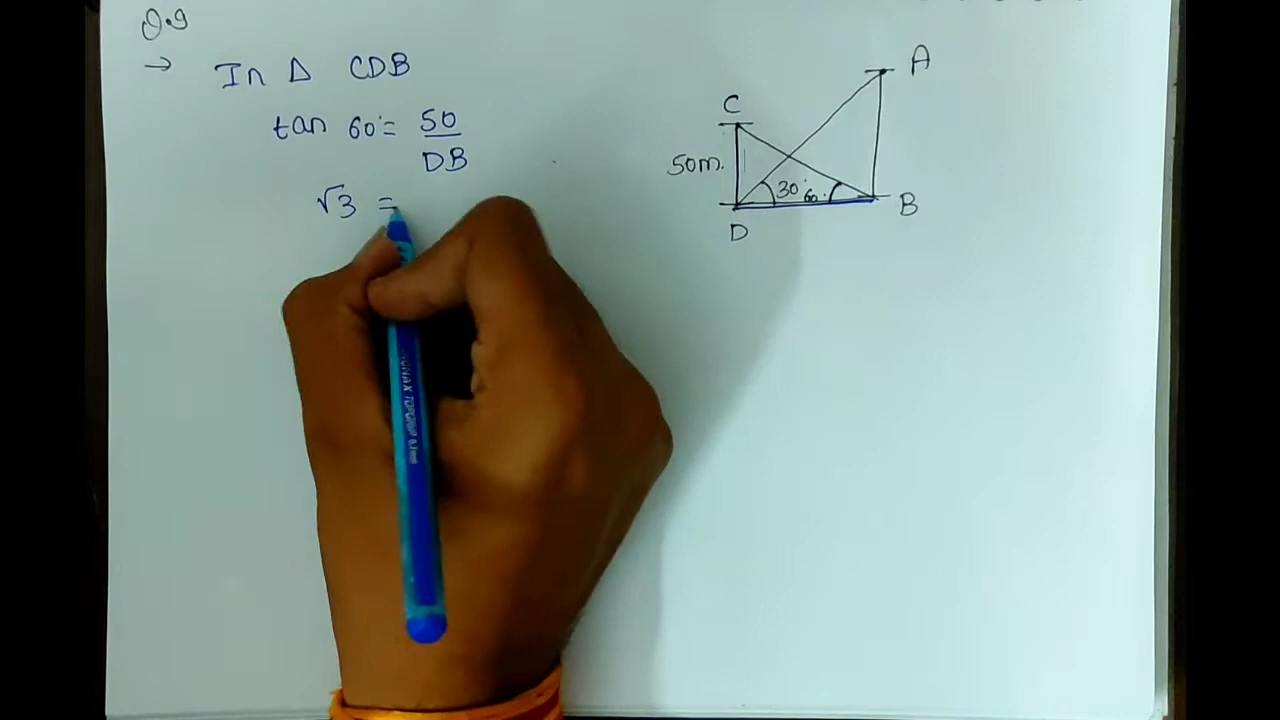 Q.9
→ In Δ CDB
tan 60° = 50
DB
√3 =
A
C
50m.
30° 60°
B
D